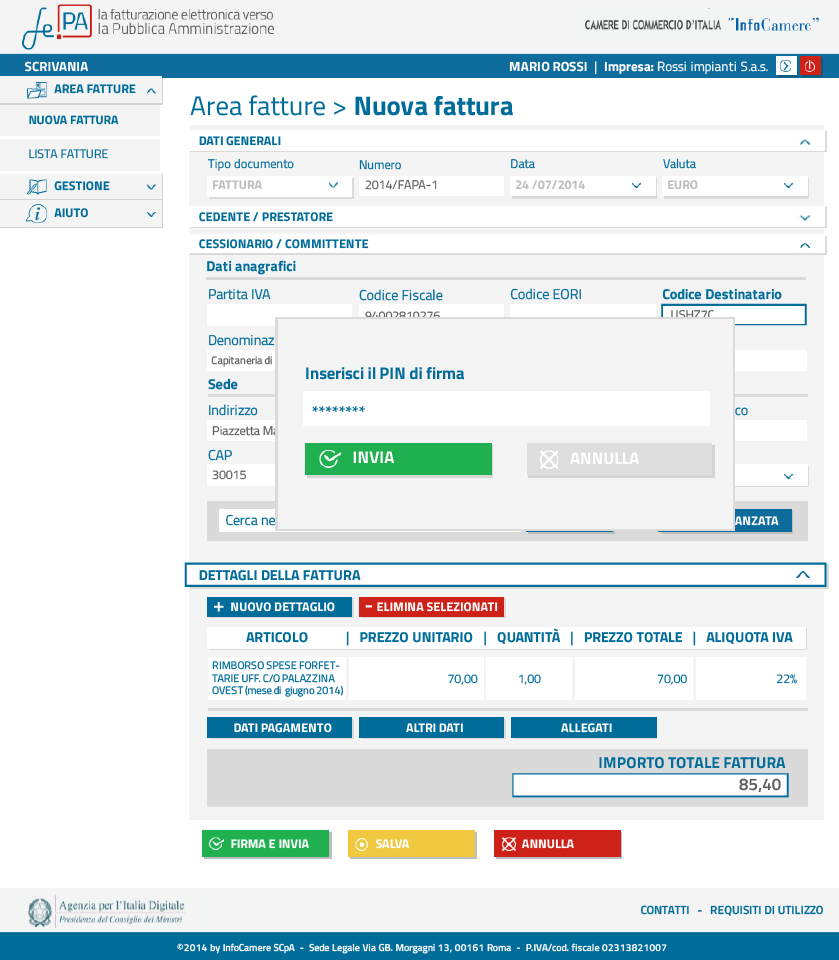 fe.PA la fatturazione elettronica verso
la Pubblica Amministrazione
CAMERE DI COMMERCIO D'ITALIA "InfoCamere"
SCRIVANIA
MARIO ROSSI | Impresa: Rossi impianti S.a.s.
AREA FATTURE
NUOVA FATTURA
LISTA FATTURE
GESTIONE
AIUTO
Area fatture > Nuova fattura
DATI GENERALI
Tipo documento Numero Data Valuta
FATTURA 2014/FAPA-1 24 /07/2014 EURO
CEDENTE / PRESTATORE
CESSIONARIO / COMMITTENTE
Dati anagrafici
Partita IVA Codice Fiscale Codice EORI Codice Destinatario
94002810276 USHZ7C
Denominaz
Capitaneria di
Sede
Indirizzo co
Piazzetta Ma
CAP
30015
Cerca ne ANZATA
Inserisci il PIN di firma
********
INVIA ANNULLA
DETTAGLI DELLA FATTURA
+ NUOVO DETTAGLIO - ELIMINA SELEZIONATI
ARTICOLO | PREZZO UNITARIO | QUANTITÀ | PREZZO TOTALE | ALIQUOTA IVA
RIMBORSO SPESE FORFET-
TARIE UFF. C/O PALAZZINA
OVEST (mese di giugno 2014)
70,00 1,00 70,00 22%
DATI PAGAMENTO ALTRI DATI ALLEGATI
IMPORTO TOTALE FATTURA
85,40
FIRMA E INVIA SALVA ANNULLA
Agenzia per l'Italia Digitale
Presidenza del Consiglio dei Ministri
CONTATTI - REQUISITI DI UTILIZZO
©2014 by InfoCamere SCpA - Sede Legale Via GB. Morgagni 13, 00161 Roma - P.IVA/cod. fiscale 02313821007